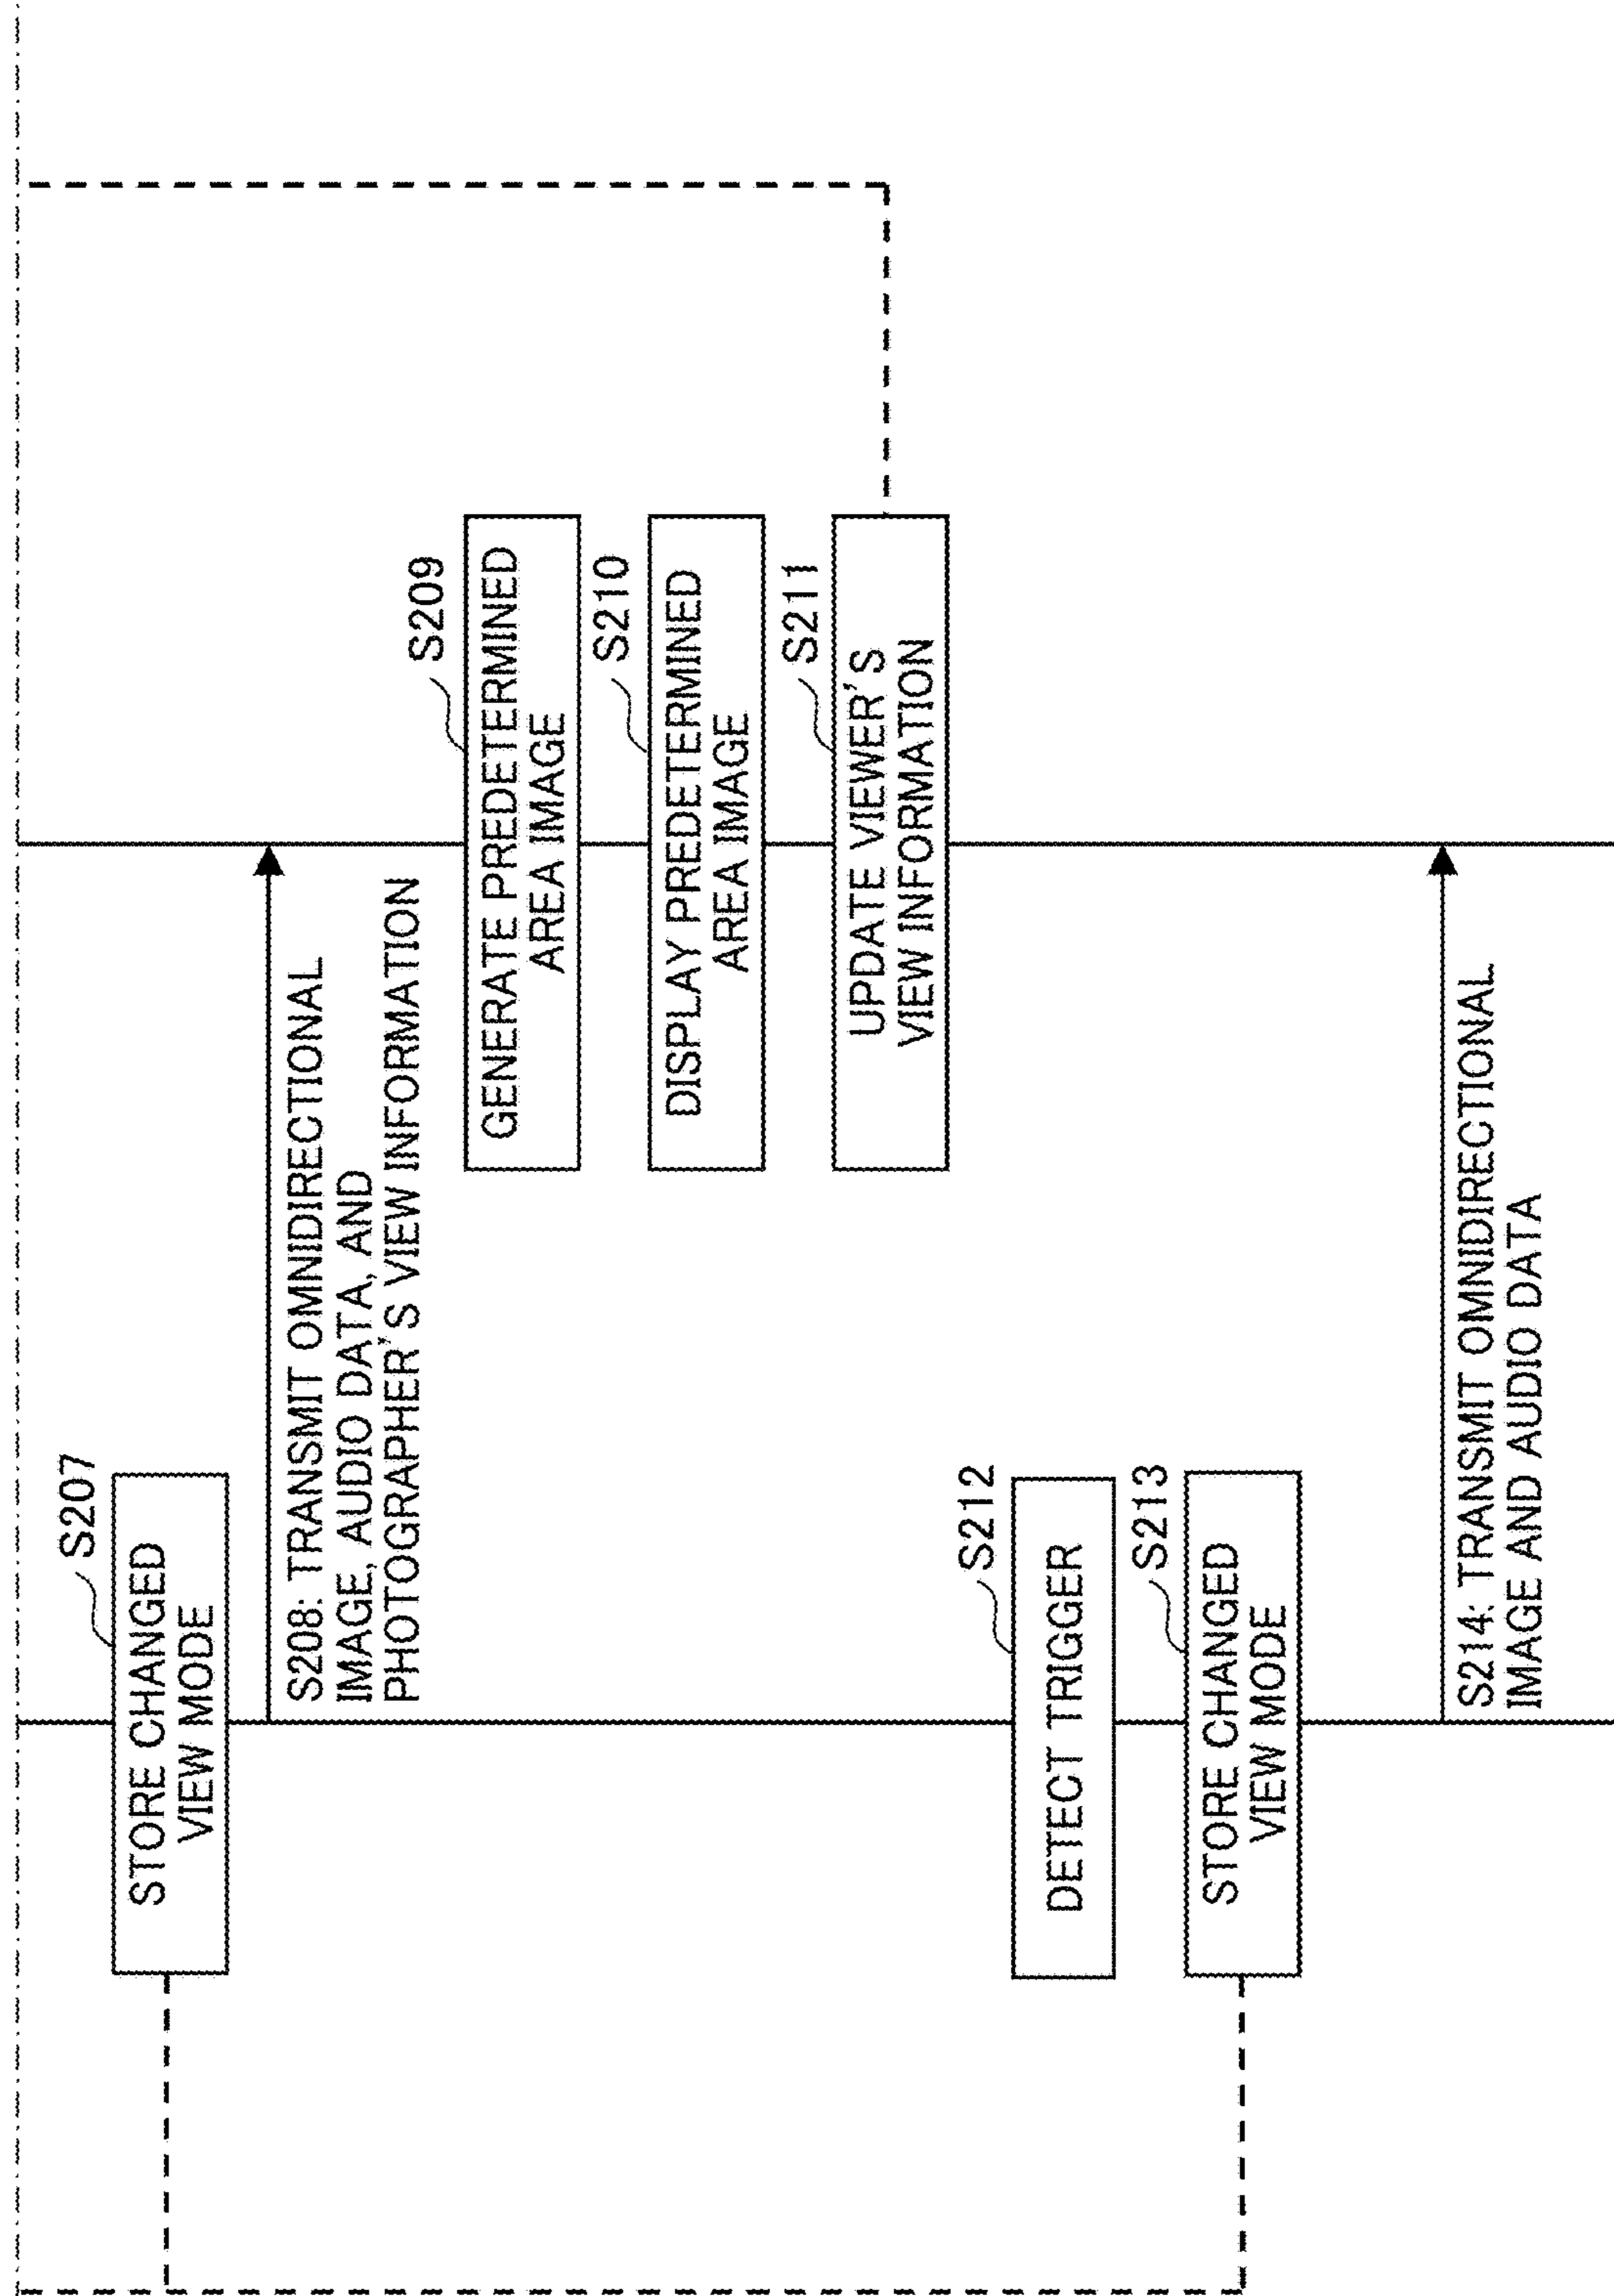 S207
STORE CHANGED
VIEW MODE
S208: TRANSMIT OMNIDIRECTIONAL
IMAGE, AUDIO DATA, AND
PHOTOGRAPHER'S VIEW INFORMATION
S209
GENERATE PREDETERMINED
AREA IMAGE
S210
DISPLAY PREDETERMINED
AREA IMAGE
S211
UPDATE VIEWER'S
VIEW INFORMATION
S212
DETECT TRIGGER
S213
STORE CHANGED
VIEW MODE
S214: TRANSMIT OMNIDIRECTIONAL
IMAGE AND AUDIO DATA